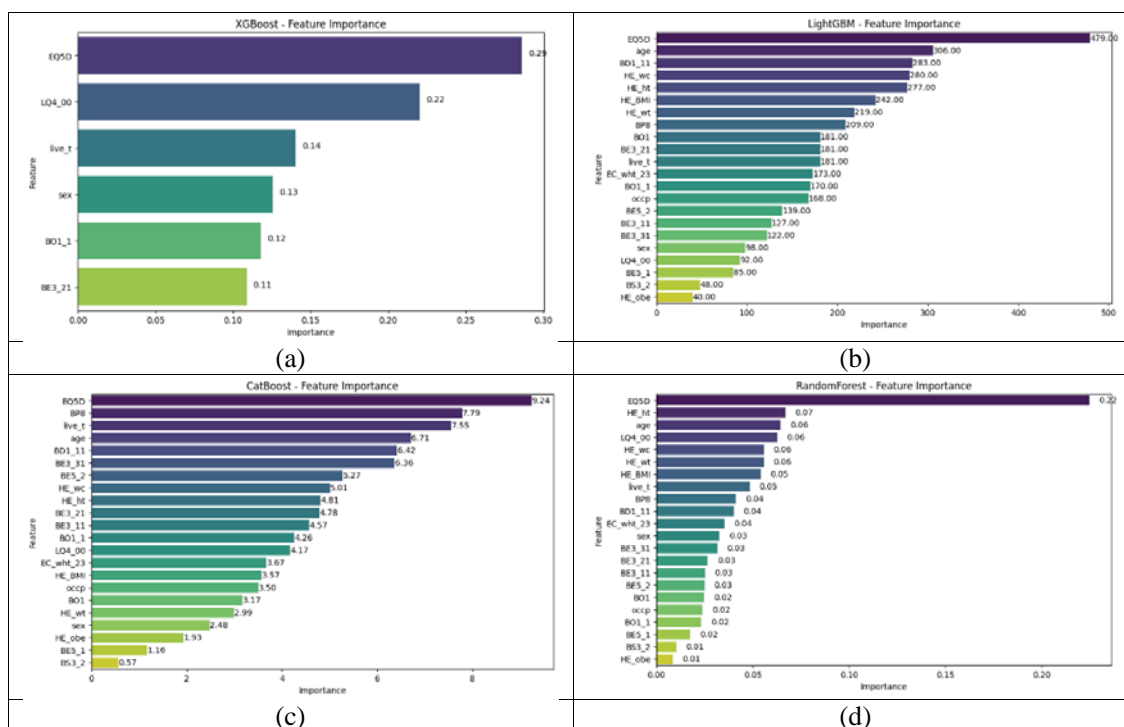 XGBoost - Feature Importance
EQ5D 0.29
LQ4_00 0.22
live_t 0.14
sex 0.13
BO1_1 0.12
BE3_21 0.11
Feature
0.00 0.05 0.10 0.15 0.20 0.25 0.30
Importance
(a)
LightGBM - Feature Importance
EQ5D 479.00
age 306.00
BD1_11 283.00
HE_wc 280.00
HE_ht 277.00
HE_BMI 242.00
HE_wt 219.00
BP8 209.00
BO1 181.00
BE3_21 181.00
live_t 181.00
EC_wht_23 173.00
BO1_1 170.00
occp 168.00
BE5_2 139.00
BE3_11 127.00
BE3_31 122.00
sex 98.00
LQ4_00 92.00
BE5_1 85.00
BS3_2 48.00
HE_obe 40.00
Feature
0 100 200 300 400 500
Importance
(b)
CatBoost - Feature Importance
EQ5D 9.24
BP8 7.79
live_t 7.55
age 6.71
BD1_11 6.42
BE3_31 6.36
BE5_2 5.27
HE_wc 5.01
HE_ht 4.81
BE3_21 4.78
BE3_11 4.57
BO1_1 4.26
LQ4_00 4.17
EC_wht_23 3.67
HE_BMI 3.57
occp 3.50
BO1 3.17
HE_wt 2.99
sex 2.48
HE_obe 1.93
BE5_1 1.16
BS3_2 0.57
Feature
0 2 4 6 8
Importance
(c)
RandomForest - Feature Importance
EQ5D 0.22
HE_ht 0.07
age 0.06
LQ4_00 0.06
HE_wc 0.06
HE_wt 0.06
HE_BMI 0.05
live_t 0.05
BP8 0.04
BD1_11 0.04
EC_wht_23 0.04
sex 0.03
BE3_31 0.03
BE3_21 0.03
BE3_11 0.03
BE5_2 0.03
BO1 0.02
occp 0.02
BO1_1 0.02
BE5_1 0.02
BS3_2 0.01
HE_obe 0.01
Feature
0.00 0.05 0.10 0.15 0.20
Importance
(d)